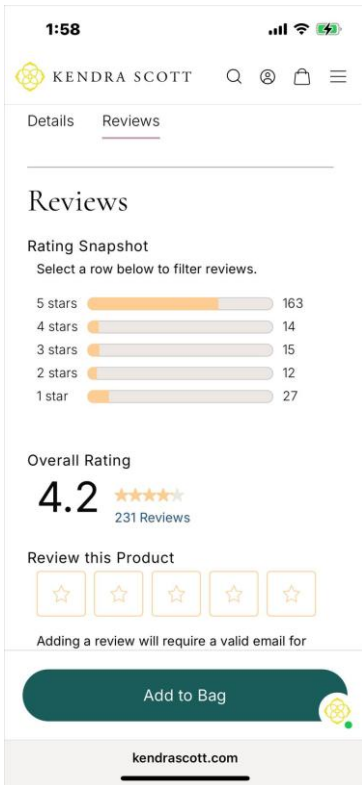 1:58
KENDRA SCOTT
Details Reviews
Reviews
Rating Snapshot
Select a row below to filter reviews.
5 stars 163
4 stars 14
3 stars 15
2 stars 12
1 star 27
Overall Rating
4.2
231 Reviews
Review this Product
Adding a review will require a valid email for
Add to Bag
kendrascott.com